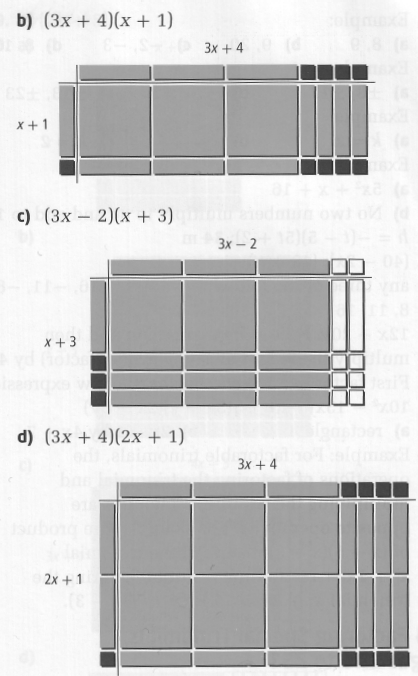 b) (3x + 4)(x + 1)
3x + 4
x + 1
c) (3x − 2)(x + 3)
3x − 2
x + 3
d) (3x + 4)(2x + 1)
3x + 4
2x + 1